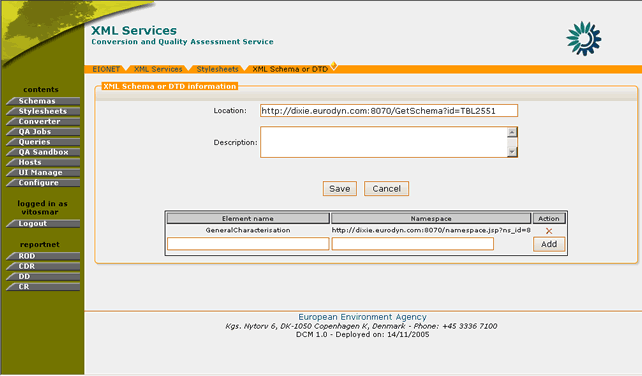 XML Services
Conversion and Quality Assessment Service
EIONET XML Services Stylesheets XML Schema or DTD
contents
Schemas
Stylesheets
Converter
QA Jobs
Queries
QA Sandbox
Hosts
UI Manage
Configure
logged in as
vitosmar
Logout
reportnet
ROD
CDR
DD
CR
XML Schema or DTD information
Location: http://dixie.eurodyn.com:8070/GetSchema?id=TBL2551
Description:
Save Cancel
Element name Namespace Action
GeneralCharacterisation http://dixie.eurodyn.com:8070/namespace.jsp?ns_id=8
Add
European Environment Agency
Kgs. Nytorv 6, DK-1050 Copenhagen K, Denmark - Phone: +45 3336 7100
DCM 1.0 - Deployed on: 14/11/2005